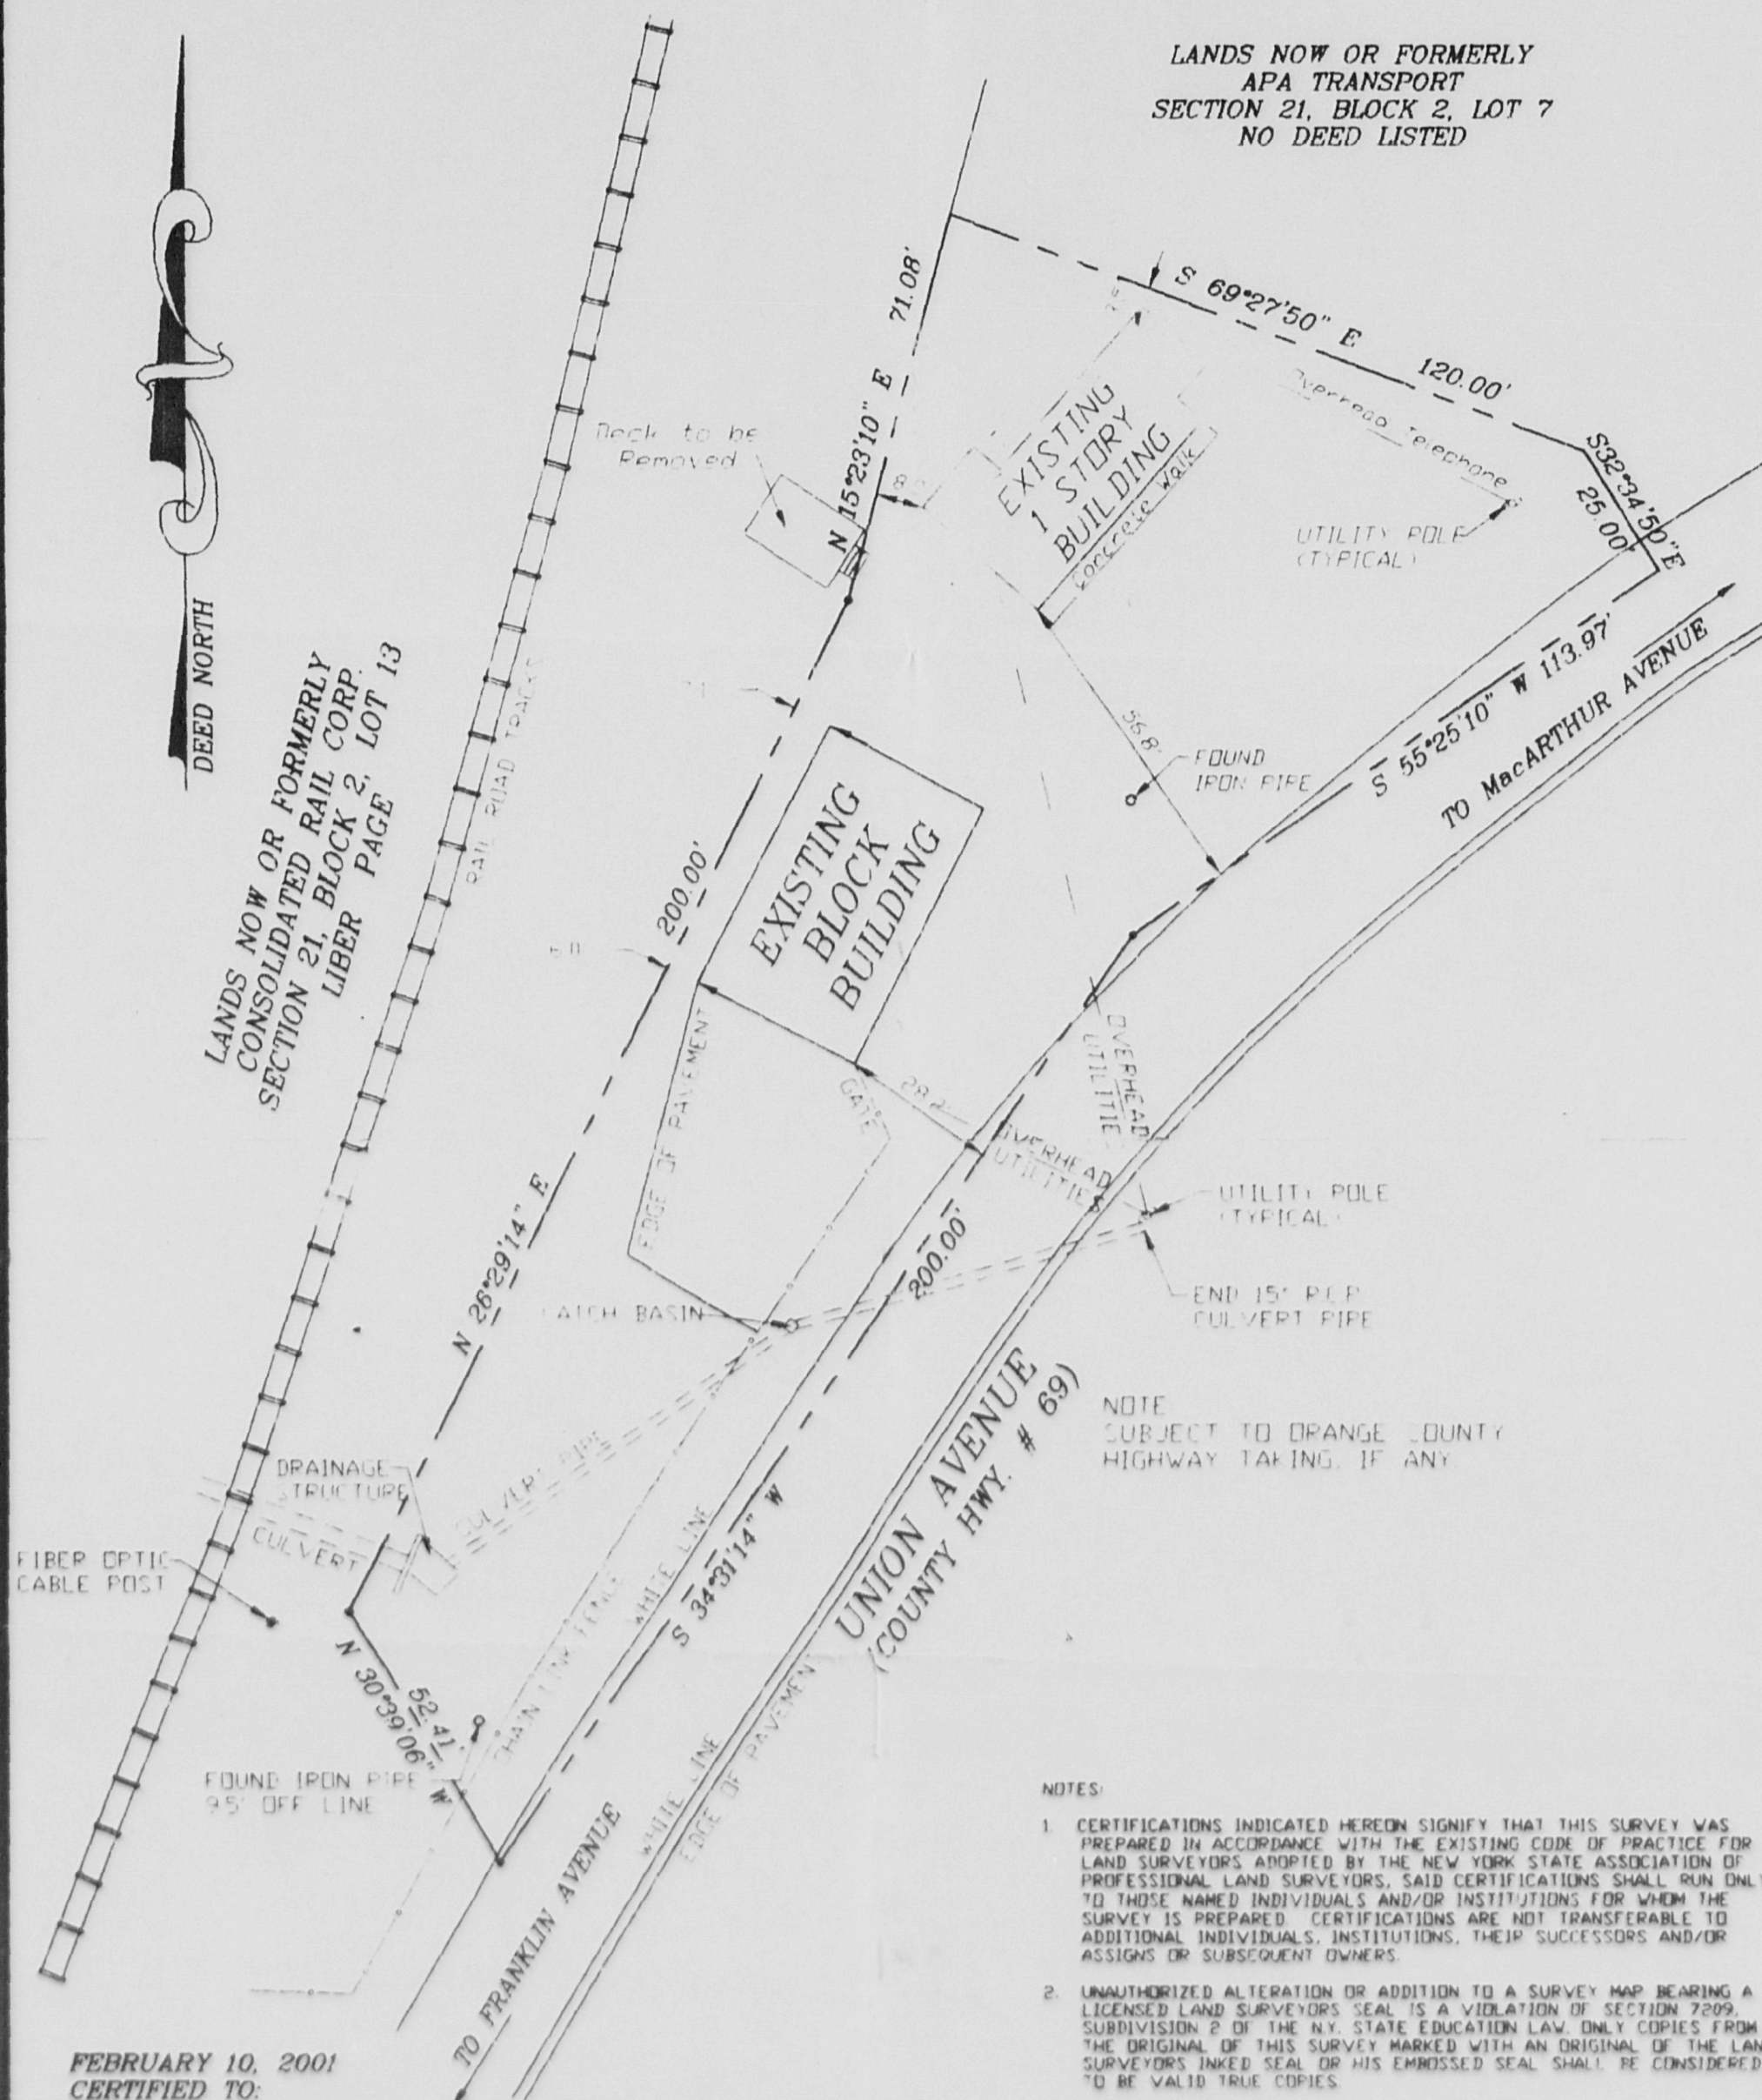 LANDS NOW OR FORMERLY
APA TRANSPORT
SECTION 21, BLOCK 2, LOT 7
NO DEED LISTED
DEED NORTH
71.08'
N 15°23'10" E
S 69°27'50" E 120.00'
S32°34'50"E
25.00'
Overhead Telephone
UTILITY POLE
(TYPICAL)
Deck to be
Removed
EXISTING
1 STORY
BUILDING
Concrete Walk
56.8'
FOUND
IRON PIPE
S 55°25'10" W 113.97'
TO MacARTHUR AVENUE
LANDS NOW OR FORMERLY
CONSOLIDATED RAIL CORP.
SECTION 21, BLOCK 2, LOT 13
LIBER PAGE
RAIL ROAD TRACKS
200.00'
N 26°29'14" E
EXISTING
BLOCK
BUILDING
EDGE OF PAVEMENT
GATE
OVERHEAD
UTILITIE
OVERHEAD
UTILITIES
UTILITY POLE
(TYPICAL)
END 15" R.C.P.
CULVERT PIPE
CATCH BASIN
200.00'
S 34°31'14" W
UNION AVENUE
(COUNTY HWY. # 69)
NOTE
SUBJECT TO ORANGE COUNTY
HIGHWAY TAKING, IF ANY
DRAINAGE
STRUCTURE
CULVERT PIPE
CULVERT
FIBER OPTIC
CABLE POST
WHITE LINE
CHAIN LINK FENCE
N 30°39'06" W
52.41'
FOUND IRON PIPE
9.5' OFF LINE
WHITE LINE
EDGE OF PAVEMENT
TO FRANKLIN AVENUE
NOTES:
1. CERTIFICATIONS INDICATED HEREON SIGNIFY THAT THIS SURVEY WAS
PREPARED IN ACCORDANCE WITH THE EXISTING CODE OF PRACTICE FOR
LAND SURVEYORS ADOPTED BY THE NEW YORK STATE ASSOCIATION OF
PROFESSIONAL LAND SURVEYORS, SAID CERTIFICATIONS SHALL RUN ONL
TO THOSE NAMED INDIVIDUALS AND/OR INSTITUTIONS FOR WHOM THE
SURVEY IS PREPARED. CERTIFICATIONS ARE NOT TRANSFERABLE TO
ADDITIONAL INDIVIDUALS, INSTITUTIONS, THEIR SUCCESSORS AND/OR
ASSIGNS OR SUBSEQUENT OWNERS.
2. UNAUTHORIZED ALTERATION OR ADDITION TO A SURVEY MAP BEARING A
LICENSED LAND SURVEYORS SEAL IS A VIOLATION OF SECTION 7209,
SUBDIVISION 2 OF THE N.Y. STATE EDUCATION LAW. ONLY COPIES FROM
THE ORIGINAL OF THIS SURVEY MARKED WITH AN ORIGINAL OF THE LAN
SURVEYORS INKED SEAL OR HIS EMBOSSED SEAL SHALL BE CONSIDERED
TO BE VALID TRUE COPIES.
FEBRUARY 10, 2001
CERTIFIED TO: